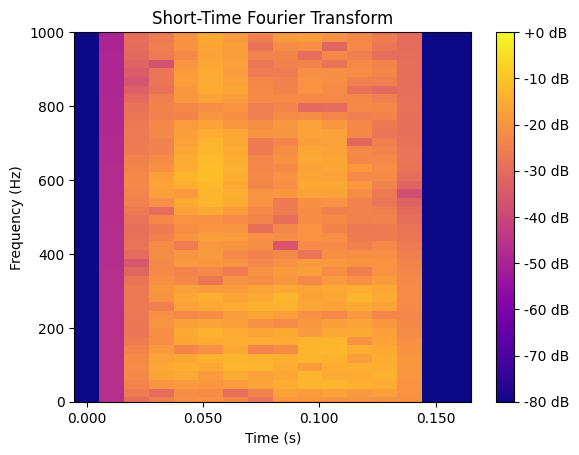 Short-Time Fourier Transform
1000
800
600
400
200
0
Frequency (Hz)
0.000
0.050
0.100
0.150
Time (s)
+0 dB
-10 dB
-20 dB
-30 dB
-40 dB
-50 dB
-60 dB
-70 dB
-80 dB